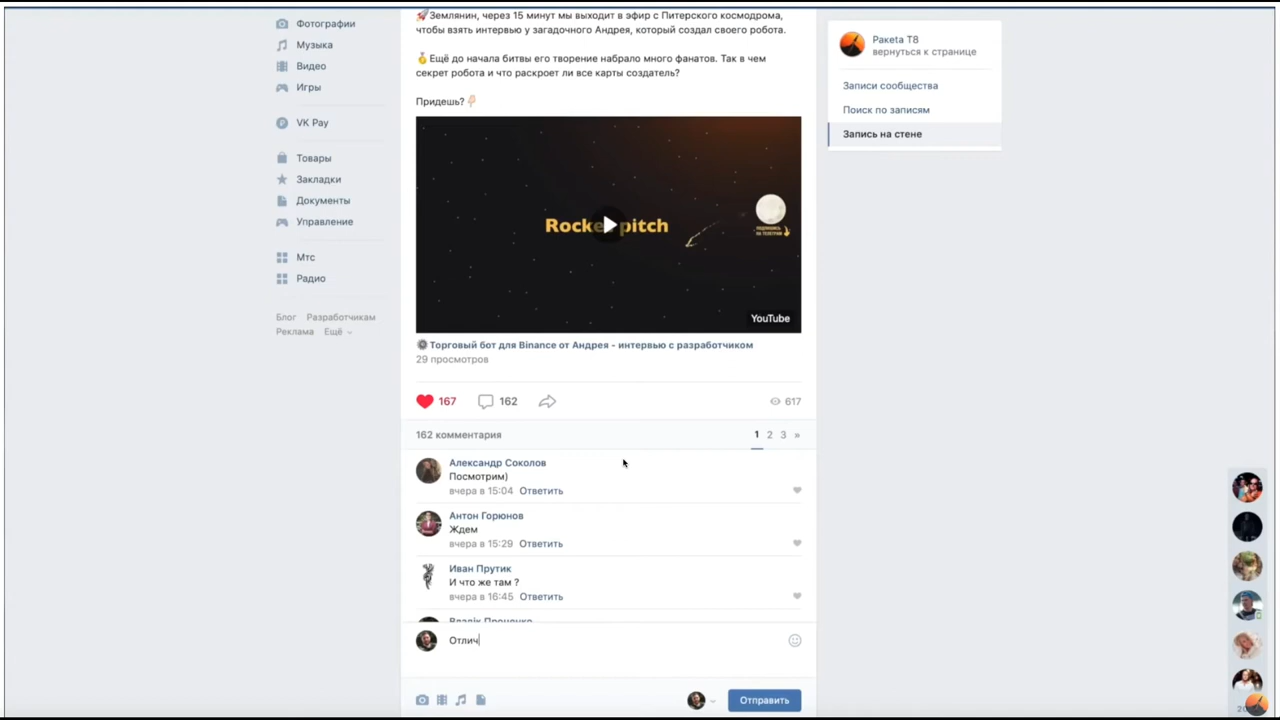 Фотографии
Музыка
Видео
Игры
VK Pay
Товары
Закладки
Документы
Управление
Мтс
Радио
Блог Разработчикам
Реклама Ещё
🚀Землянин, через 15 минут мы выходит в эфир с Питерского космодрома,
чтобы взять интервью у загадочного Андрея, который создал своего робота.
🥇Ещё до начала битвы его творение набрало много фанатов. Так в чем
секрет робота и что раскроет ли все карты создатель?
Придешь?👇🏻
pitch
YouTube
Торговый бот для Binance от Андрея - интервью с разработчиком
29 просмотров
167 162 617
162 комментария 1 2 3 »
Александр Соколов
Посмотрим)
вчера в 15:04 Ответить
Антон Горюнов
Ждем
вчера в 15:29 Ответить
Иван Прутик
И что же там ?
вчера в 16:45 Ответить
Отлич
Отправить
Ракета T8
вернуться к странице
Записи сообщества
Поиск по записям
Запись на стене